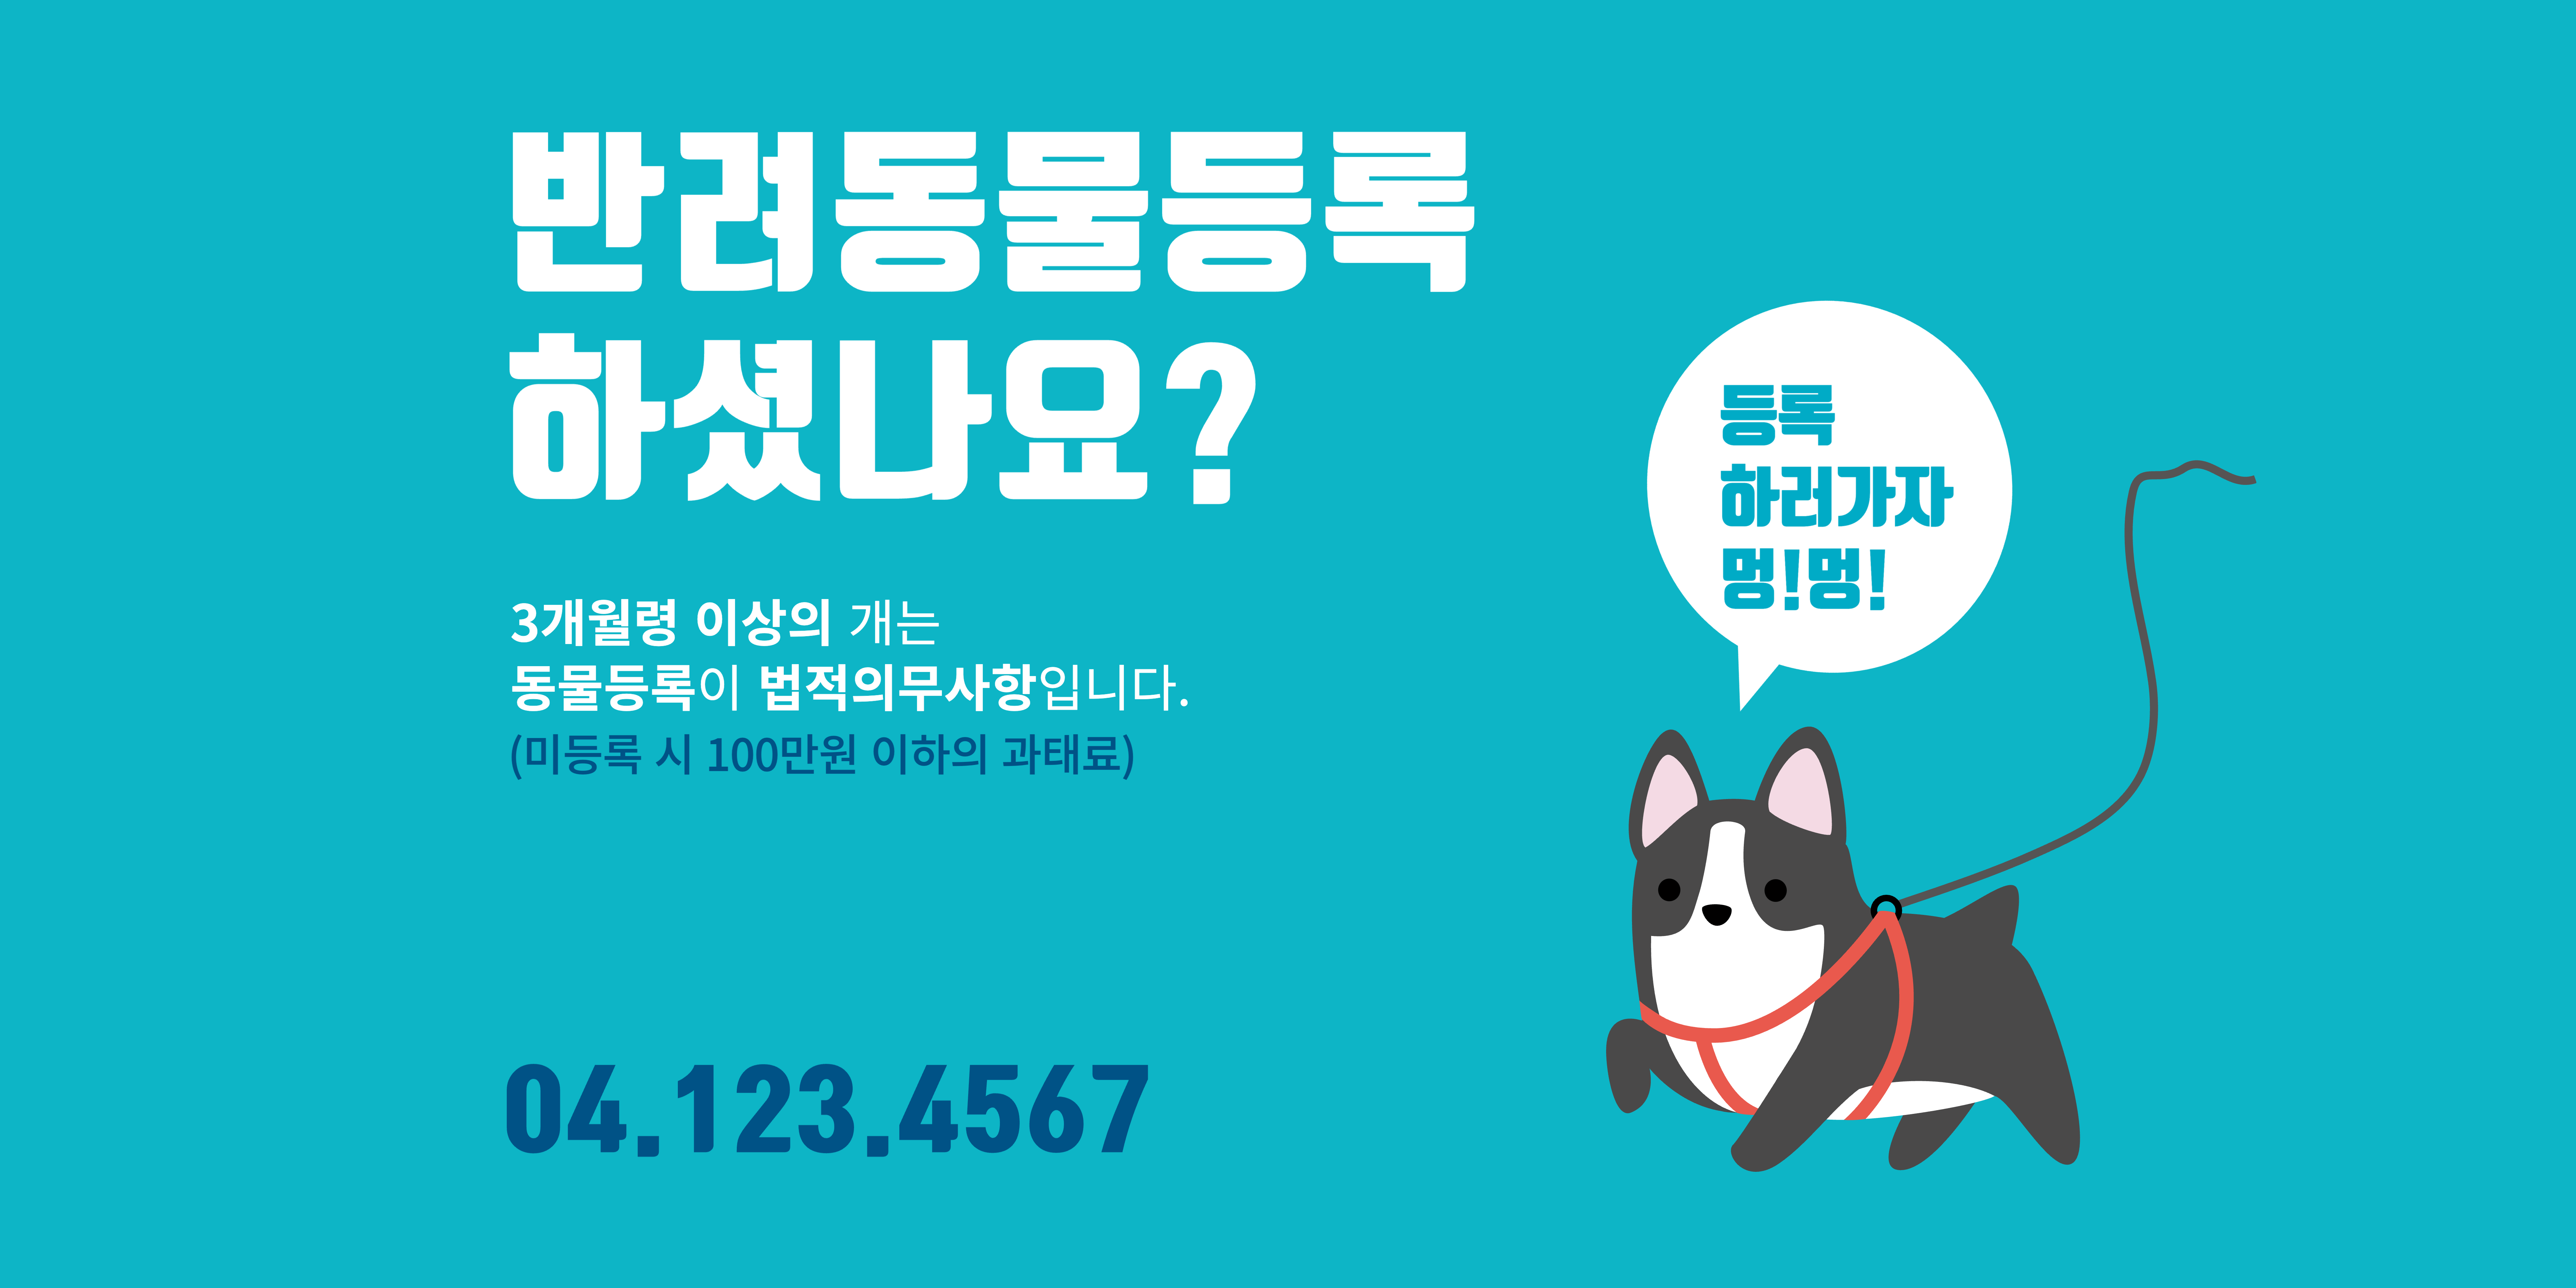 반려동물등록
하셨나요?
3개월령 이상의 개는
동물등록이 법적의무사항입니다.
(미등록 시 100만원 이하의 과태료)
04.123.4567
등록
하러가자
멍!멍!